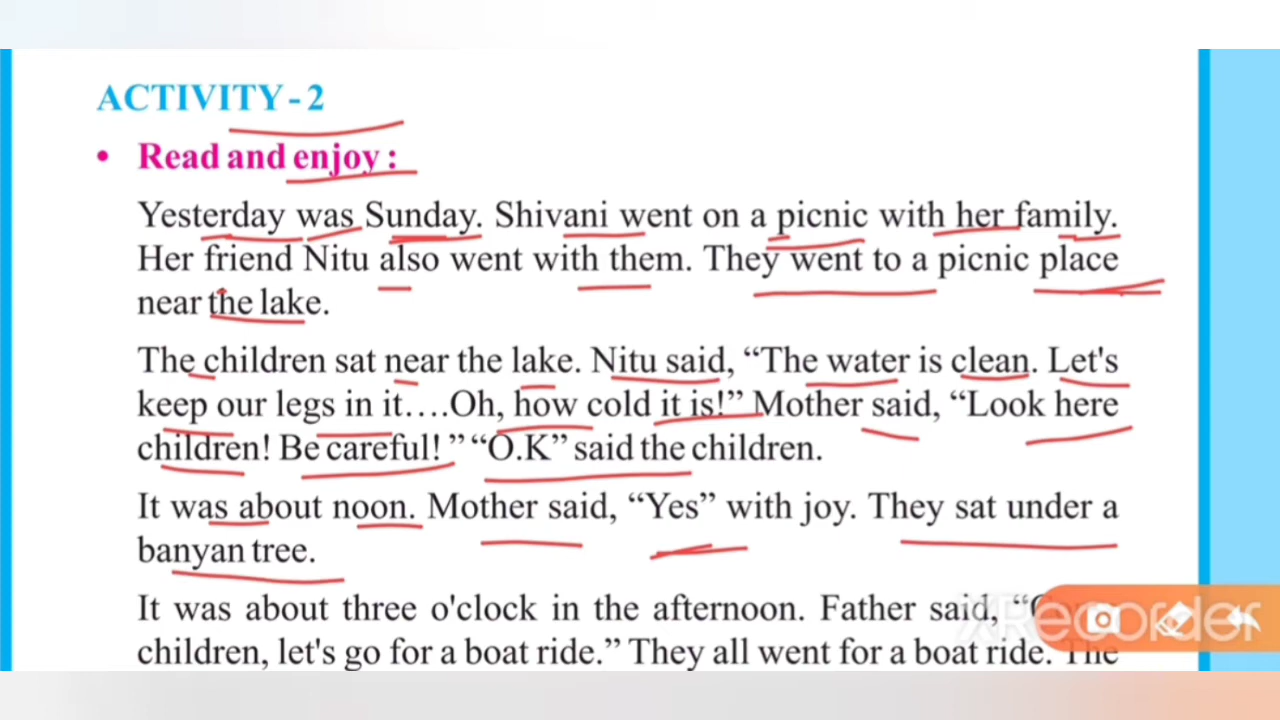 ACTIVITY - 2
• Read and enjoy :
Yesterday was Sunday. Shivani went on a picnic with her family.
Her friend Nitu also went with them. They went to a picnic place
near the lake.
The children sat near the lake. Nitu said, “The water is clean. Let's
keep our legs in it….Oh, how cold it is!” Mother said, “Look here
children! Be careful! ” “O.K” said the children.
It was about noon. Mother said, “Yes” with joy. They sat under a
banyan tree.
It was about three o'clock in the afternoon. Father said, “
children, let's go for a boat ride.” They all went for a boat ride. The
XRecorder